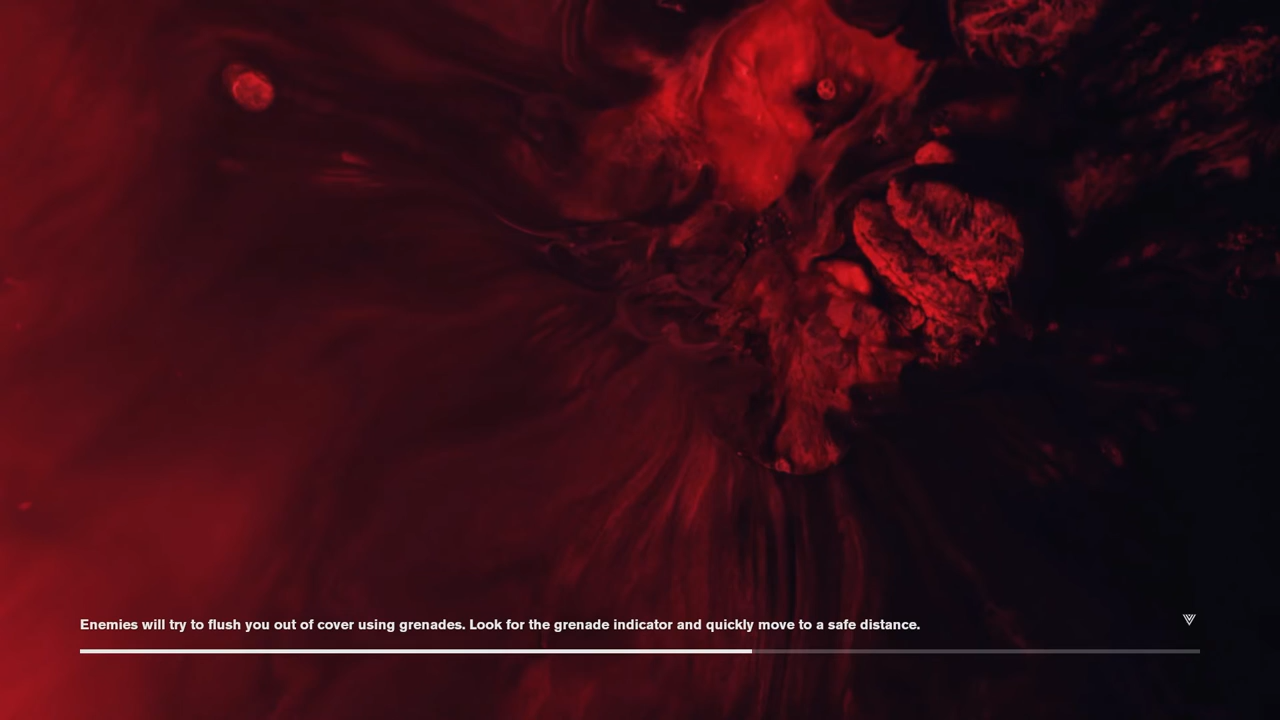 Enemies will try to flush you out of cover using grenades. Look for the grenade indicator and quickly move to a safe distance.